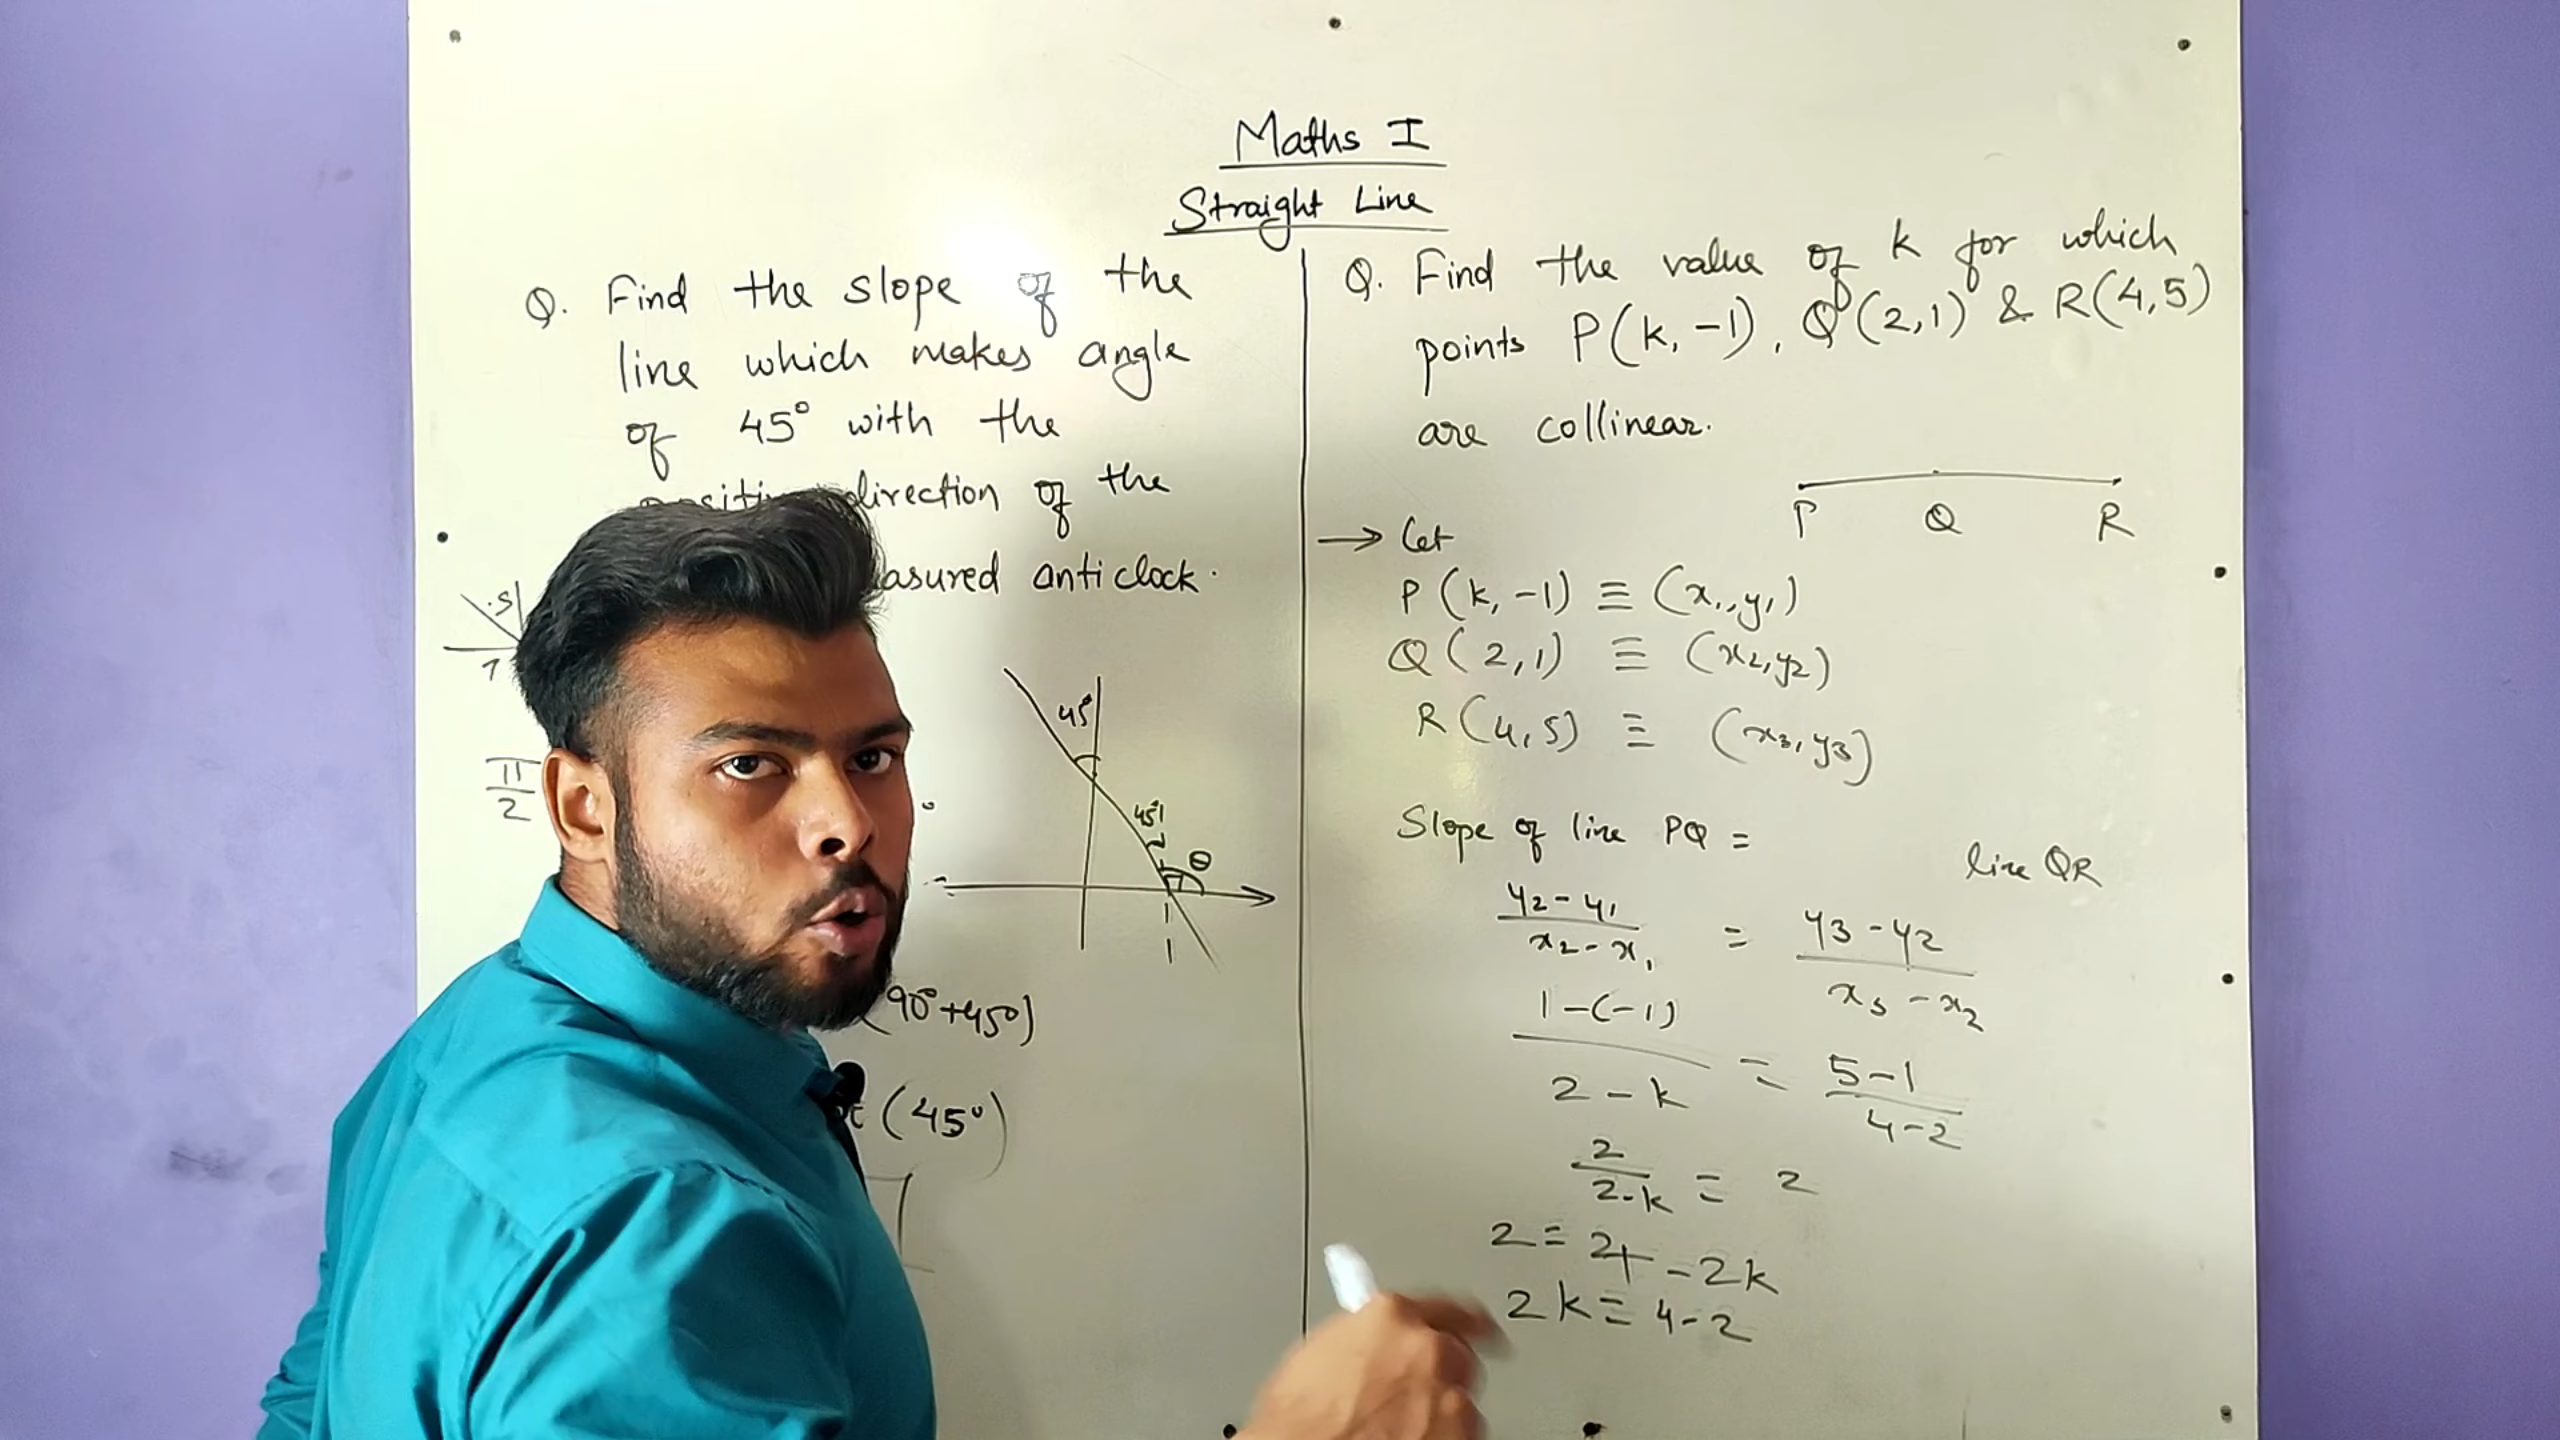 Maths I
Straight Line
Q. Find the slope of the
line which makes angle
of 45° with the
direction of the
asured anticlock.
45°
45°
θ
π/2
(90°+45°)
(45°)
Q. Find the value of k for which
points P(k, -1), Q(2,1) & R(4,5)
are collinear.
P Q R
→ Let
P(k, -1) ≡ (x1, y1)
Q(2,1) ≡ (x2, y2)
R(4,5) ≡ (x3, y3)
Slope of line PQ = line QR
y2-y1/x2-x1 = y3-y2/x3-x2
1-(-1)/2-k = 5-1/4-2
2/2-k = 2
2 = 4 - 2k
2k = 4-2